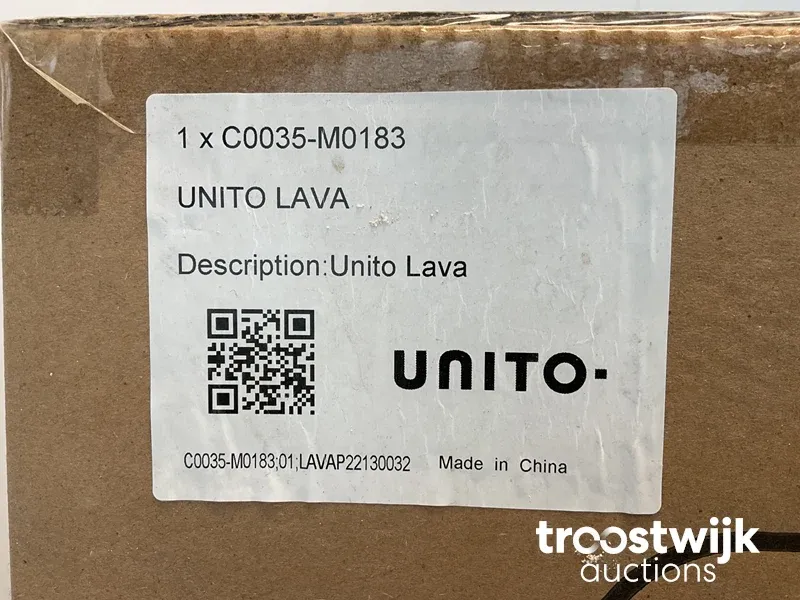 1 x C0035-M0183
UNITO LAVA
Description:Unito Lava
UNITO-
C0035-M0183;01;LAVAP22130032 Made in China
troostwijk
auctions